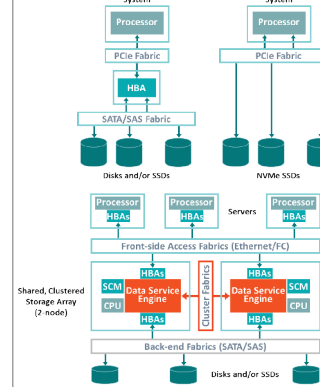 System
System
Processor
Processor
PCIe Fabric
PCIe Fabric
HBA
SATA/SAS Fabric
Disks and/or SSDs
NVMe SSDs
Processor
HBAs
Processor
HBAs
Servers
Processor
HBAs
Front-side Access Fabrics (Ethernet/FC)
Shared, Clustered
Storage Array
(2-node)
HBAs
SCM
CPU
Data Service
Engine
HBAs
Cluster Fabrics
HBAs
Data Service
Engine
SCM
CPU
HBAs
Back-end Fabrics (SATA/SAS)
Disks and/or SSDs